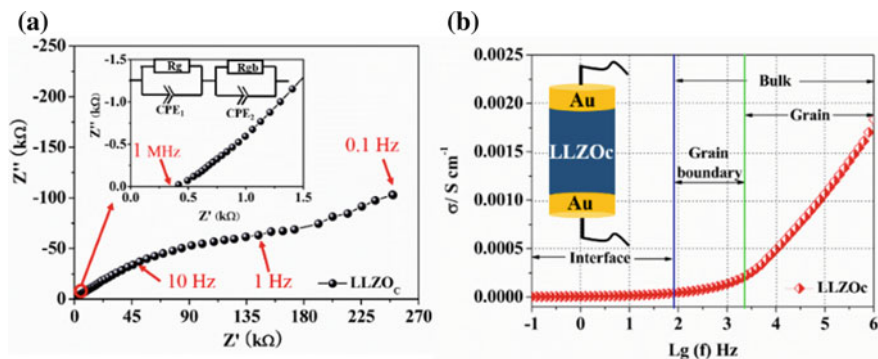 (a)
-250
-200
-150
-100
-50
0
Z'' (kΩ)
0 45 90 135 180 225 270
Z' (kΩ)
-1.5
-1.0
-0.5
0.0
Z'' (kΩ)
0.0 0.5 1.0 1.5
Z' (kΩ)
Rg
Rgb
CPE1
CPE2
1 MHz
0.1 Hz
10 Hz
1 Hz
LLZOC
(b)
0.0025
0.0020
0.0015
0.0010
0.0005
0.0000
σ/ S cm-1
-1 0 1 2 3 4 5 6
Lg (f) Hz
Au
LLZOc
Au
Bulk
Grain
Grain
boundary
Interface
LLZOc